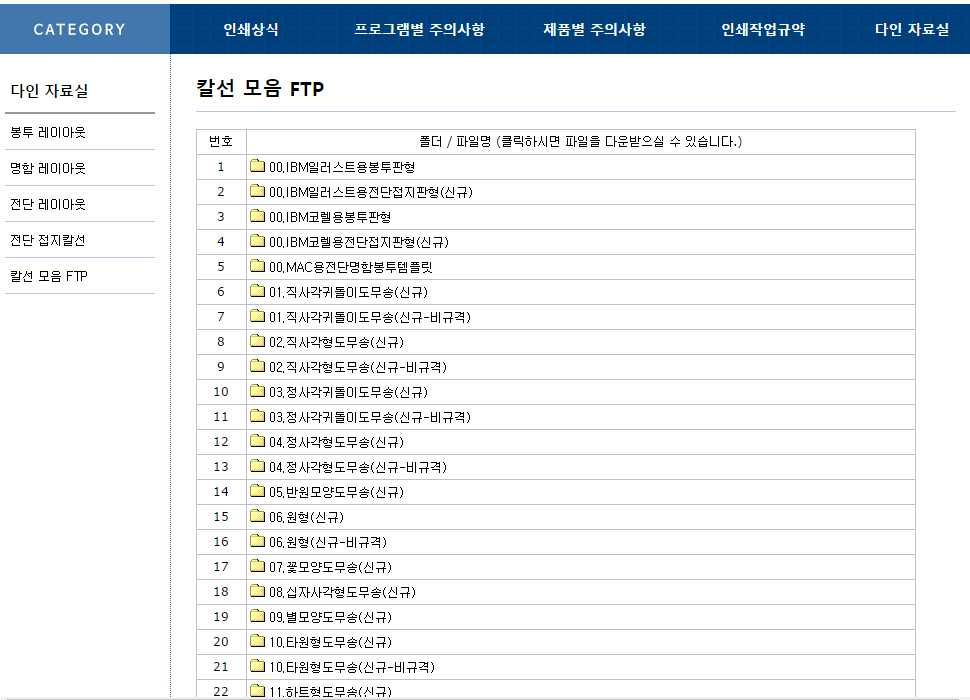 CATEGORY
인쇄상식 프로그램별 주의사항 제품별 주의사항 인쇄작업규약 다인 자료실
다인 자료실
봉투 레이아웃
명함 레이아웃
전단 레이아웃
전단 접지칼선
칼선 모음 FTP
칼선 모음 FTP
번호 폴더 / 파일명 (클릭하시면 파일을 다운받으실 수 있습니다.)
1 00.IBM일러스트용봉투판형
2 00.IBM일러스트용전단접지판형(신규)
3 00.IBM코렐용봉투판형
4 00.IBM코렐용전단접지판형(신규)
5 00.MAC용전단명함봉투템플릿
6 01.직사각귀돌이도무송(신규)
7 01.직사각귀돌이도무송(신규-비규격)
8 02.직사각형도무송(신규)
9 02.직사각형도무송(신규-비규격)
10 03.정사각귀돌이도무송(신규)
11 03.정사각귀돌이도무송(신규-비규격)
12 04.정사각형도무송(신규)
13 04.정사각형도무송(신규-비규격)
14 05.반원모양도무송(신규)
15 06.원형(신규)
16 06.원형(신규-비규격)
17 07.꽃모양도무송(신규)
18 08.십자사각형도무송(신규)
19 09.별모양도무송(신규)
20 10.타원형도무송(신규)
21 10.타원형도무송(신규-비규격)
22 11.하트형도무송(신규)